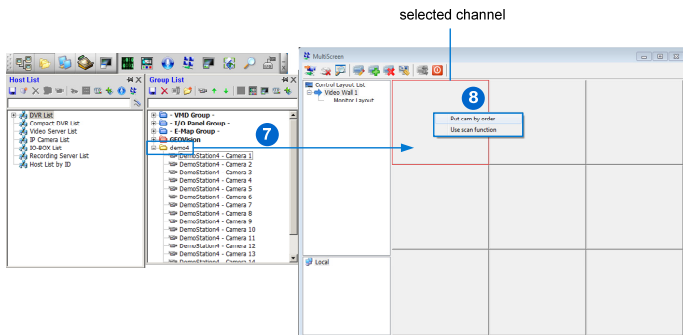 selected channel
MultiScreen
Host List
Group List
DVR List
Compact DVR List
Video Server List
IP Camera List
IO-BOX List
Recording Server List
Host List by ID
- VMD Group -
- I/O Panel Group -
- E-Map Group -
GEOVision
demo4
DemoStation4 - Camera 1
DemoStation4 - Camera 2
DemoStation4 - Camera 3
DemoStation4 - Camera 4
DemoStation4 - Camera 5
DemoStation4 - Camera 6
DemoStation4 - Camera 7
DemoStation4 - Camera 8
DemoStation4 - Camera 9
DemoStation4 - Camera 10
DemoStation4 - Camera 11
DemoStation4 - Camera 12
DemoStation4 - Camera 13
DemoStation4 - Camera 14
7
Control Layout List
Video Wall 1
Monitor Layout
Local
8
Put cam by order
Use scan function